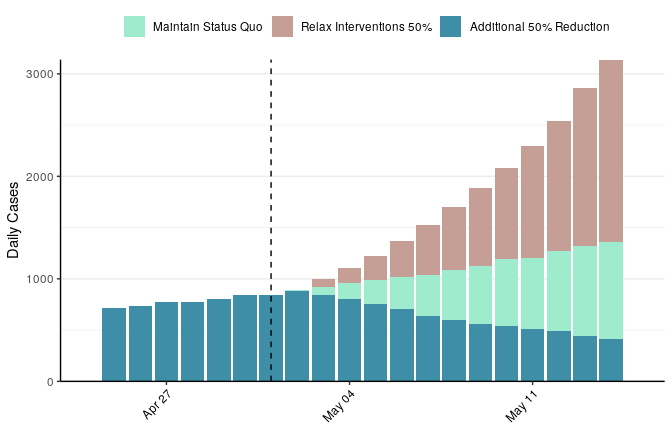 Maintain Status Quo Relax Interventions 50% Additional 50% Reduction
3000
2000
1000
0
Daily Cases
Apr 27
May 04
May 11